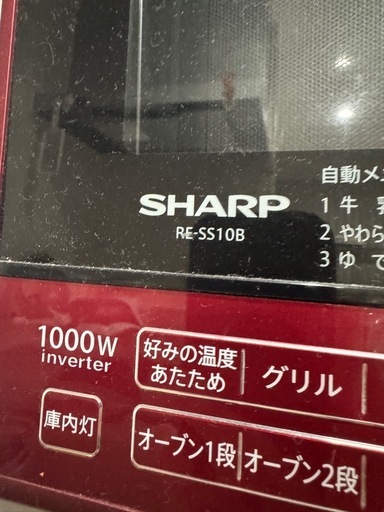 SHARP
RE-SS10B
自動メ
1 牛
2 やわら
3 ゆで
1000W
inverter
好みの温度
あたため
グリル
庫内灯
オーブン1段
オーブン2段